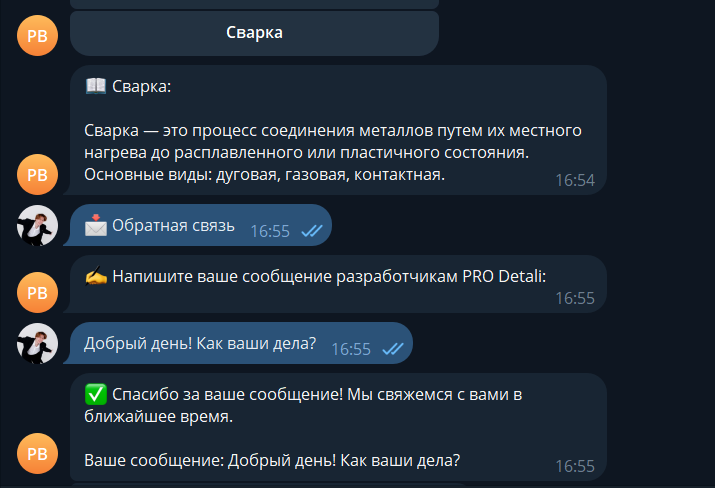 РВ
Сварка
📖 Сварка:
Сварка — это процесс соединения металлов путем их местного
нагрева до расплавленного или пластичного состояния.
Основные виды: дуговая, газовая, контактная.
16:54
РВ
📩 Обратная связь 16:55
✍️ Напишите ваше сообщение разработчикам PRO Detali:
16:55
РВ
Добрый день! Как ваши дела? 16:55
✅ Спасибо за ваше сообщение! Мы свяжемся с вами в
ближайшее время.
Ваше сообщение: Добрый день! Как ваши дела?
16:55
РВ